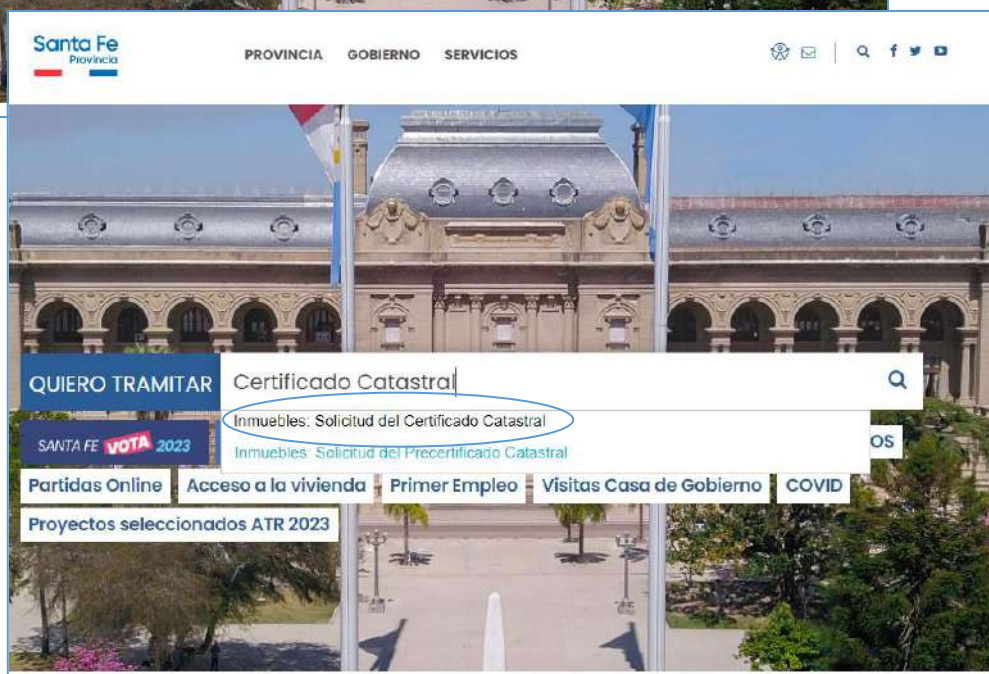 Santa Fe
Provincia
PROVINCIA GOBIERNO SERVICIOS
QUIERO TRAMITAR Certificado Catastral
Inmuebles: Solicitud del Certificado Catastral
SANTA FE VOTA 2023
Inmuebles: Solicitud del Precertificado Catastral
OS
Partidas Online Acceso a la vivienda Primer Empleo Visitas Casa de Gobierno COVID
Proyectos seleccionados ATR 2023